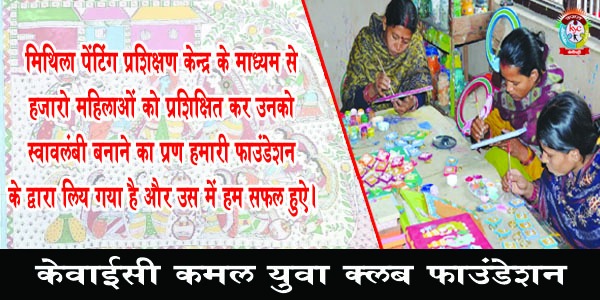 मिथिला पेंटिंग प्रशिक्षण केन्द्र के माध्यम से
हजारो महिलाओं को प्रशिक्षित कर उनको
स्वावलंबी बनाने का प्रण हमारी फाउंडेशन
के द्वारा लिय गया है और उस में हम सफल हुऐ।
केवाईसी कमल युवा क्लब फाउंडेशन